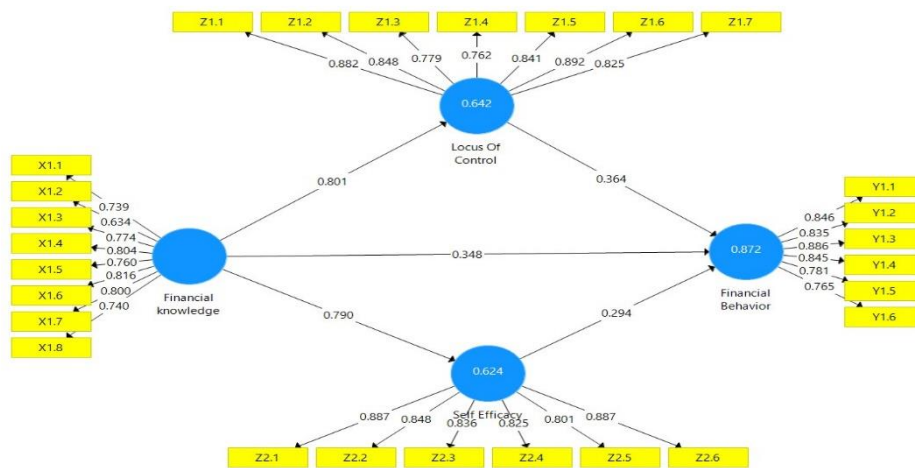 Z1.1 Z1.2 Z1.3 Z1.4 Z1.5 Z1.6 Z1.7
0.882 0.848 0.779 0.762 0.841 0.892 0.825
0.642
Locus Of
Control
0.801
0.364
X1.1
X1.2
X1.3
X1.4
X1.5
X1.6
X1.7
X1.8
0.739
0.634
0.774
0.804
0.760
0.816
0.800
0.740
Financial
knowledge
0.348
0.872
Financial
Behavior
0.846
0.835
0.886
0.845
0.781
0.765
Y1.1
Y1.2
Y1.3
Y1.4
Y1.5
Y1.6
0.790
0.294
0.624
Self Efficacy
0.887 0.848 0.836 0.825 0.801 0.887
Z2.1 Z2.2 Z2.3 Z2.4 Z2.5 Z2.6